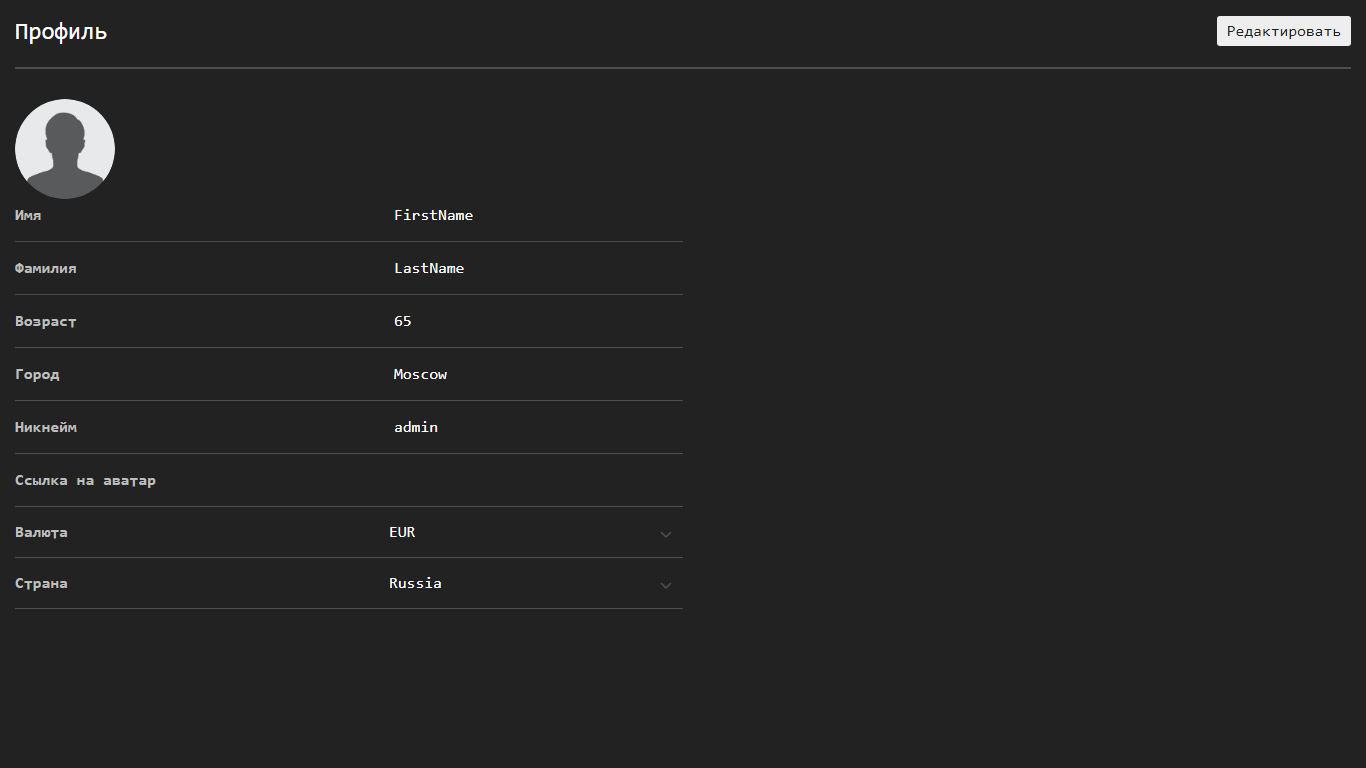 Профиль
Редактировать
Имя FirstName
Фамилия LastName
Возраст 65
Город Moscow
Никнейм admin
Ссылка на аватар
Валюта EUR
Страна Russia